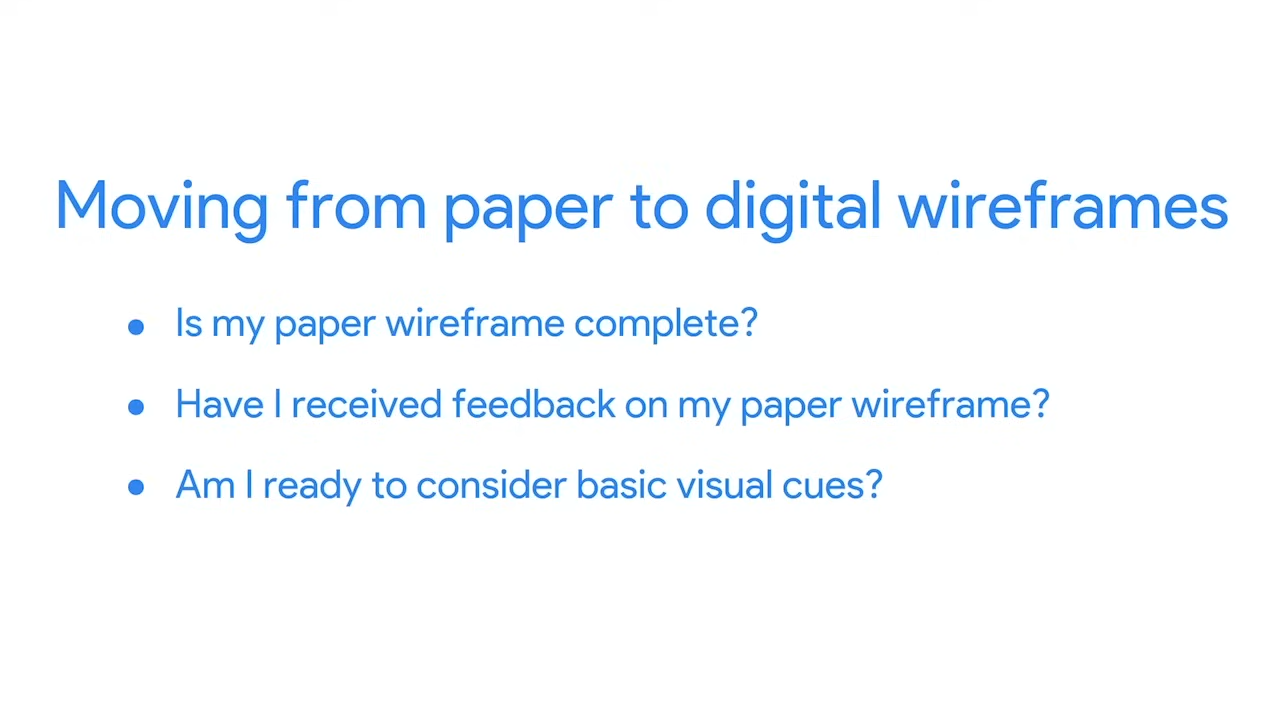 Moving from paper to digital wireframes
• Is my paper wireframe complete?
• Have I received feedback on my paper wireframe?
• Am I ready to consider basic visual cues?